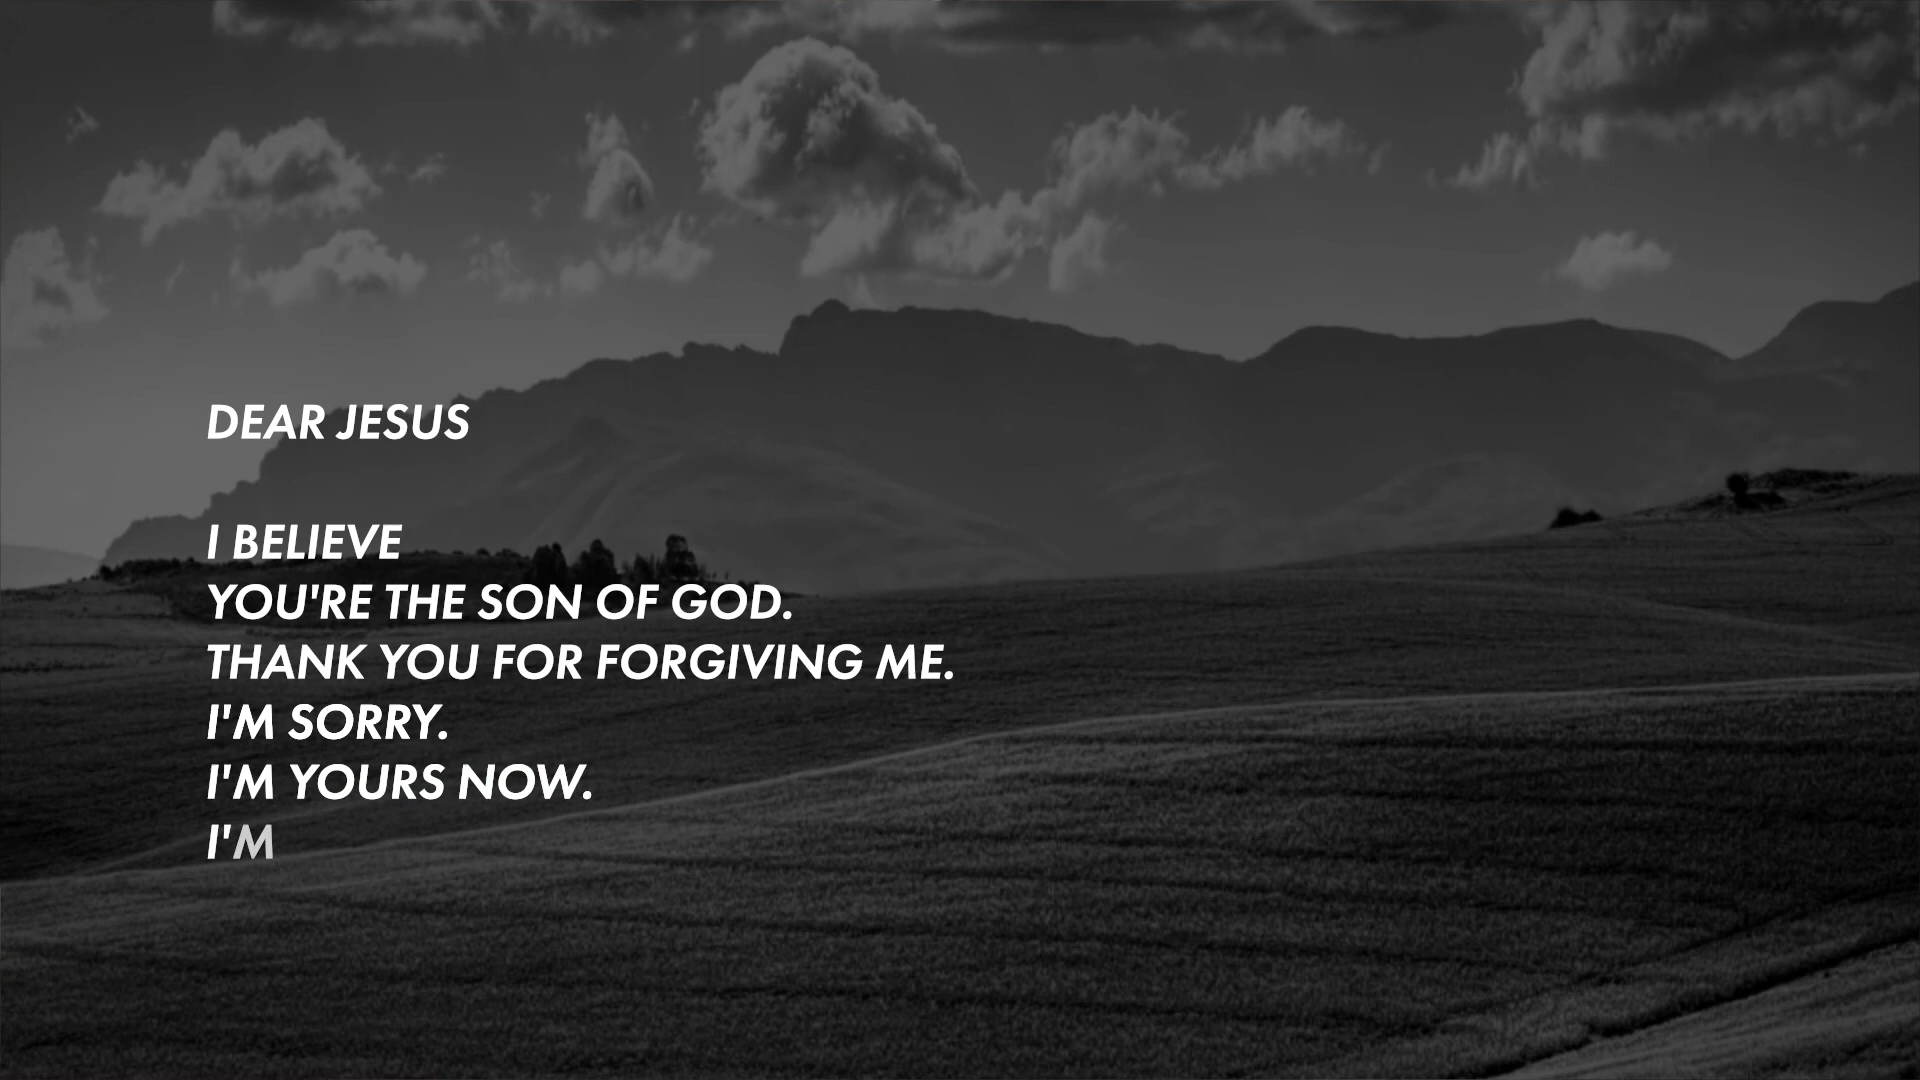 DEAR JESUS
I BELIEVE
YOU'RE THE SON OF GOD.
THANK YOU FOR FORGIVING ME.
I'M SORRY.
I'M YOURS NOW.
I'M